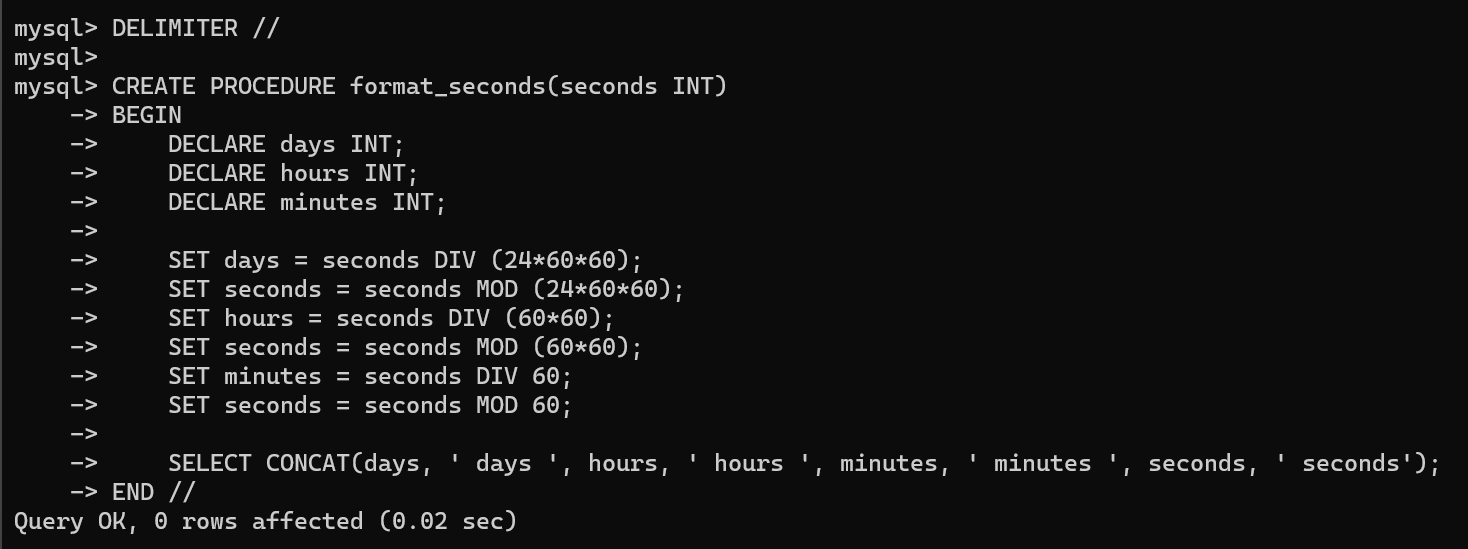 mysql> DELIMITER //
mysql>
mysql> CREATE PROCEDURE format_seconds(seconds INT)
    -> BEGIN
    ->     DECLARE days INT;
    ->     DECLARE hours INT;
    ->     DECLARE minutes INT;
    ->
    ->     SET days = seconds DIV (24*60*60);
    ->     SET seconds = seconds MOD (24*60*60);
    ->     SET hours = seconds DIV (60*60);
    ->     SET seconds = seconds MOD (60*60);
    ->     SET minutes = seconds DIV 60;
    ->     SET seconds = seconds MOD 60;
    ->
    ->     SELECT CONCAT(days, ' days ', hours, ' hours ', minutes, ' minutes ', seconds, ' seconds');
    -> END //
Query OK, 0 rows affected (0.02 sec)